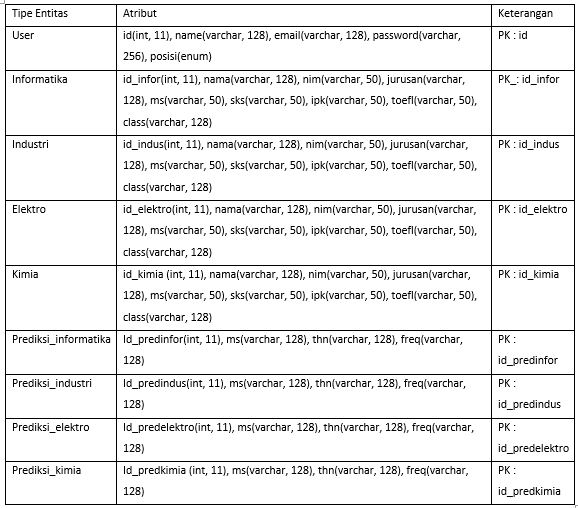 Tipe Entitas Atribut Keterangan
User id(int, 11), name(varchar, 128), email(varchar, 128), password(varchar, PK : id
256), posisi(enum)
Informatika id_infor(int, 11), nama(varchar, 128), nim(varchar, 50), jurusan(varchar, PK_: id_infor
128), ms(varchar, 50), sks(varchar, 50), ipk(varchar, 50), toefl(varchar, 50),
class(varchar, 128)
Industri id_indus(int, 11), nama(varchar, 128), nim(varchar, 50), jurusan(varchar, PK : id_indus
128), ms(varchar, 50), sks(varchar, 50), ipk(varchar, 50), toefl(varchar, 50),
class(varchar, 128)
Elektro id_elektro(int, 11), nama(varchar, 128), nim(varchar, 50), jurusan(varchar, PK : id_elektro
128), ms(varchar, 50), sks(varchar, 50), ipk(varchar, 50), toefl(varchar, 50),
class(varchar, 128)
Kimia id_kimia (int, 11), nama(varchar, 128), nim(varchar, 50), jurusan(varchar, PK : id_kimia
128), ms(varchar, 50), sks(varchar, 50), ipk(varchar, 50), toefl(varchar, 50),
class(varchar, 128)
Prediksi_informatika Id_predinfor(int, 11), ms(varchar, 128), thn(varchar, 128), freq(varchar, PK :
128) id_predinfor
Prediksi_industri Id_predindus(int, 11), ms(varchar, 128), thn(varchar, 128), freq(varchar, PK :
128) id_predindus
Prediksi_elektro Id_predelektro(int, 11), ms(varchar, 128), thn(varchar, 128), freq(varchar, PK :
128) id_predelektro
Prediksi_kimia Id_predkimia (int, 11), ms(varchar, 128), thn(varchar, 128), freq(varchar, PK :
128) id_predkimia